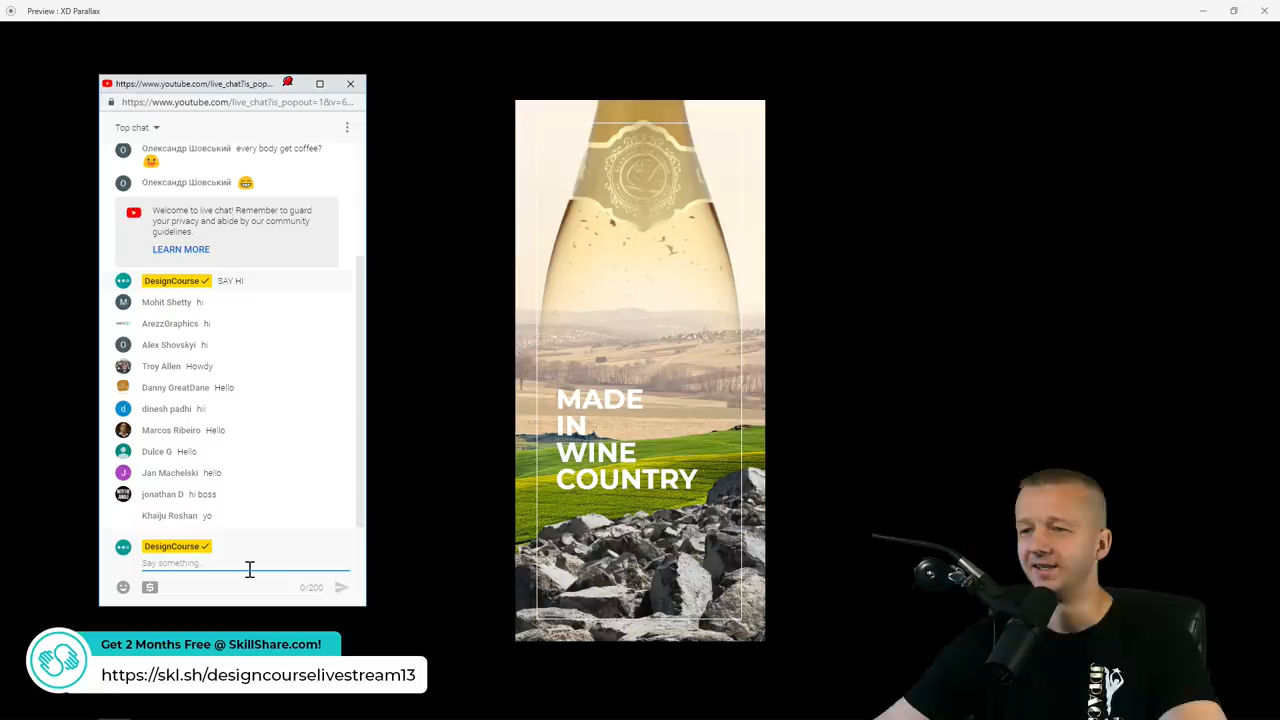 Preview : XD Parallax
https://www.youtube.com/live_chat?is_pop...
https://www.youtube.com/live_chat?is_popout=1&v=6...
Top chat
Олександр Шовський every body get coffee?
Олександр Шовський
Welcome to live chat! Remember to guard
your privacy and abide by our community
guidelines.
LEARN MORE
DesignCourse SAY HI
M Mohit Shetty hi
ArezzGraphics hi
Alex Shovskyi hi
Troy Allen Howdy
Danny GreatDane Hello
d dinesh padhi hii
Marcos Ribeiro Hello
Dulce G Hello
J Jan Machelski hello
jonathan D hi boss
Khaiju Roshan yo
DesignCourse
Say something...
0/200
MADE
IN
WINE
COUNTRY
Get 2 Months Free @ SkillShare.com!
https://skl.sh/designcourselivestream13